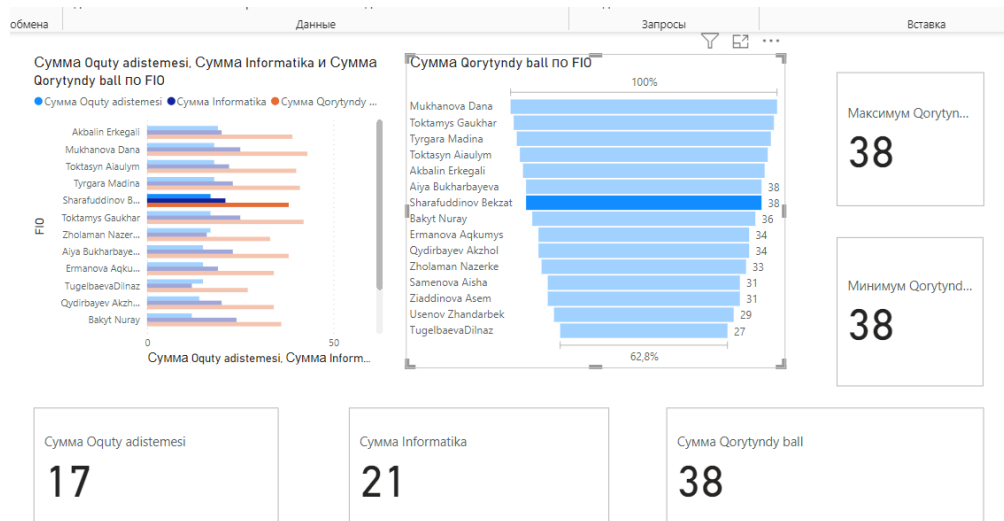 обмена
Данные
Запросы
Вставка
Сумма Oquty adistemesi, Сумма Informatika и Сумма
Qorytyndy ball по FIO
Сумма Oquty adistemesi Сумма Informatika Сумма Qorytyndy ...
FIO
Akbalin Erkegali
Mukhanova Dana
Toktasyn Aiaulym
Tyrgara Madina
Sharafuddinov B...
Toktamys Gaukhar
Zholaman Nazer...
Aiya Bukharbaye...
Ermanova Aqku...
TugelbaevaDilnaz
Qydirbayev Akzh...
Bakyt Nuray
0 50
Сумма Oquty adistemesi, Сумма Inform...
Сумма Qorytyndy ball по FIO
100%
Mukhanova Dana
Toktamys Gaukhar
Tyrgara Madina
Toktasyn Aiaulym
Akbalin Erkegali
Aiya Bukharbayeva 38
Sharafuddinov Bekzat 38
Bakyt Nuray 36
Ermanova Aqkumys 34
Qydirbayev Akzhol 34
Zholaman Nazerke 33
Samenova Aisha 31
Ziaddinova Asem 31
Usenov Zhandarbek 29
TugelbaevaDilnaz 27
62,8%
Максимум Qorytyn...
38
Минимум Qorytynd...
38
Сумма Oquty adistemesi
17
Сумма Informatika
21
Сумма Qorytyndy ball
38